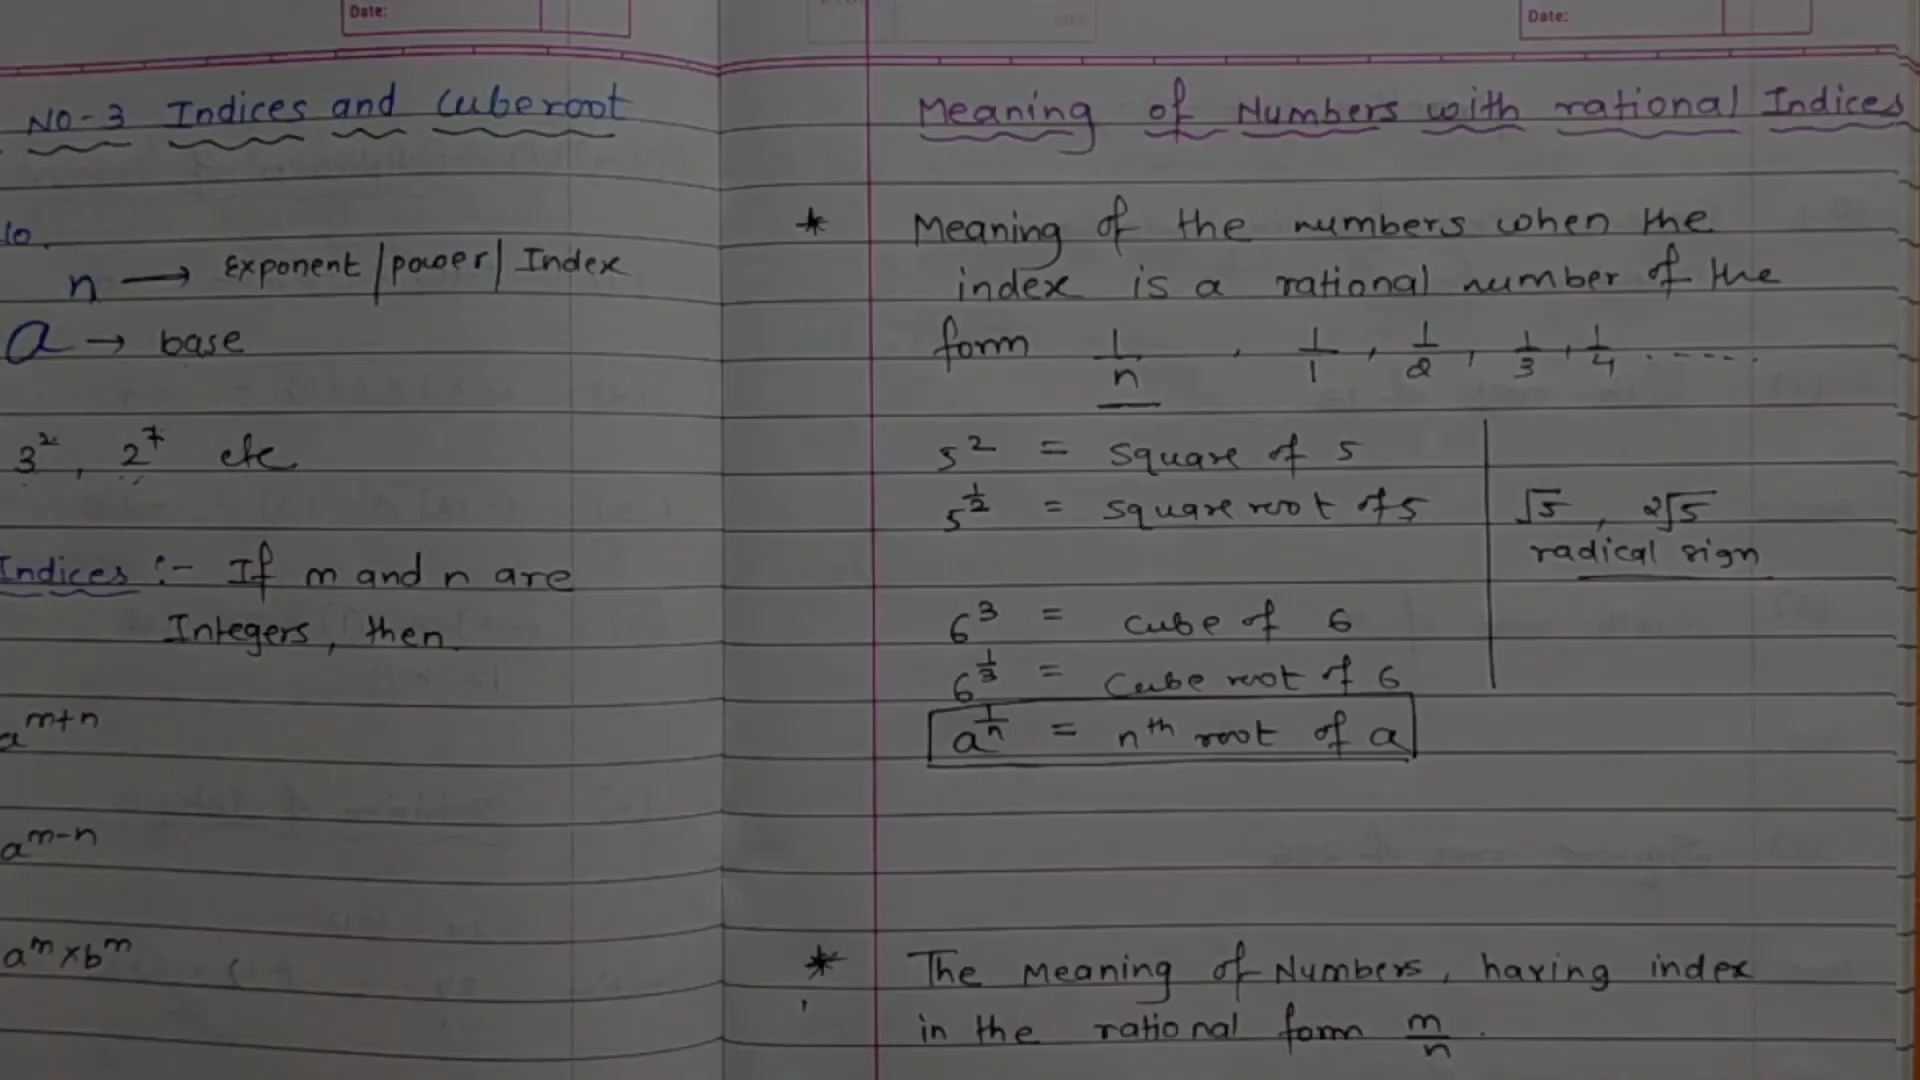 Date:
NO-3 Indices and Cuberoot
10.
n → Exponent/power/Index
a → base
3², 2⁷ etc
Indices :- If m and n are
Integers, then.
a^{m+n}
a^{m-n}
a^m×b^m (
Date:
Meaning of Numbers with rational Indices
* Meaning of the numbers when the
index is a rational number of the
form 1/n , 1/1, 1/2, 1/3, 1/4 .....
5² = square of 5
5^{1/2} = square root of 5 √5, 2√5
radical sign
6³ = cube of 6
6^{1/3} = Cube root of 6
a^{1/n} = nth root of a
* The Meaning of Numbers, having index
in the rational form m/n.